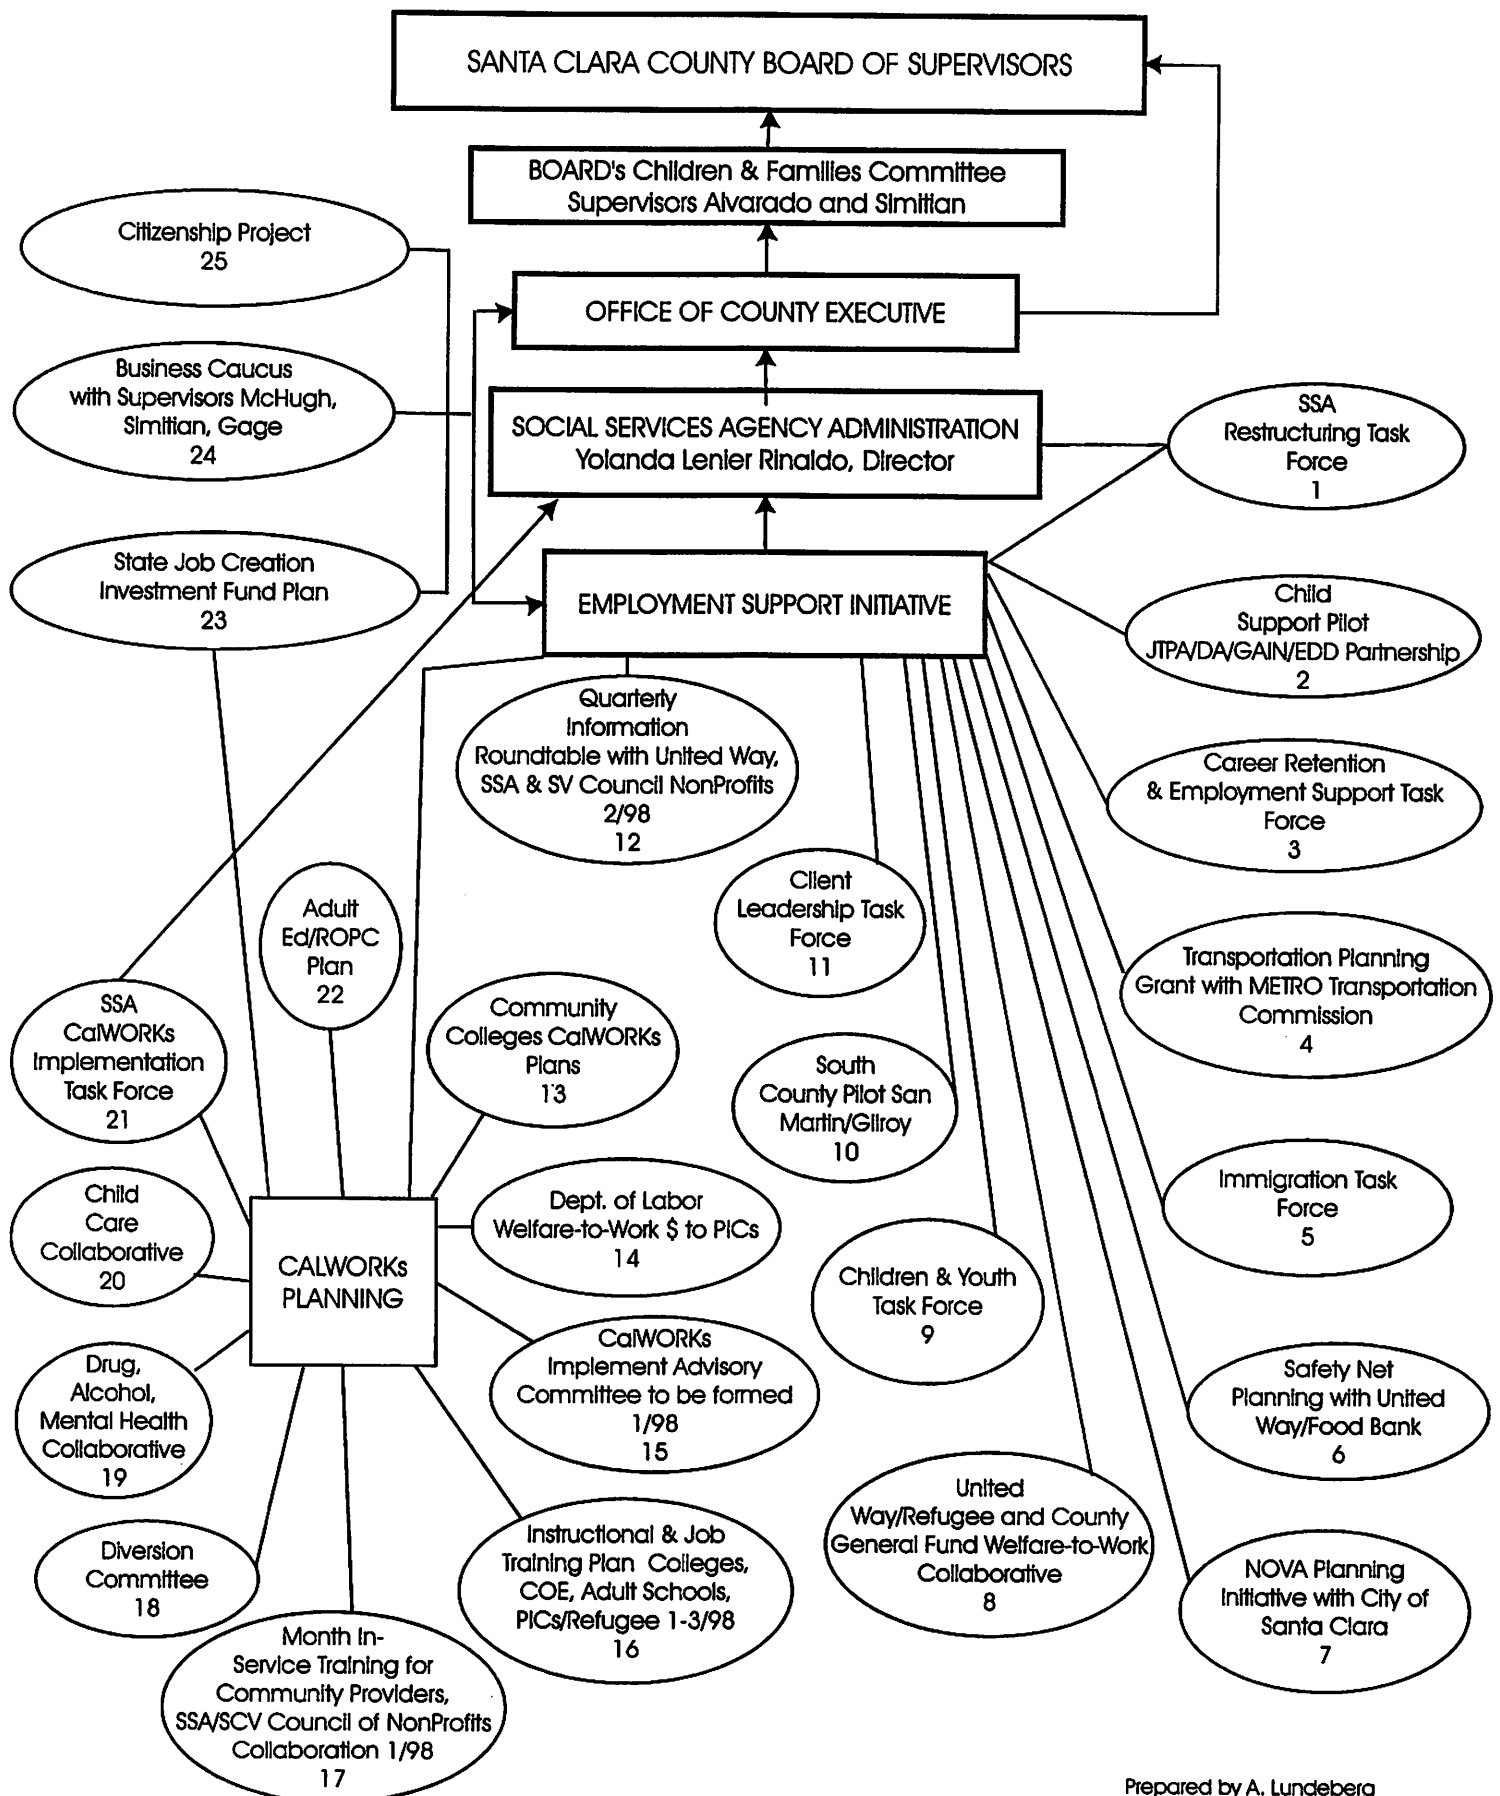 SANTA CLARA COUNTY BOARD OF SUPERVISORS
BOARD's Children & Families Committee
Supervisors Alvarado and Simitian
OFFICE OF COUNTY EXECUTIVE
SOCIAL SERVICES AGENCY ADMINISTRATION
Yolanda Lenier Rinaldo, Director
EMPLOYMENT SUPPORT INITIATIVE
SSA
Restructuring Task
Force
1
Child
Support Pilot
JTPA/DA/GAIN/EDD Partnership
2
Career Retention
& Employment Support Task
Force
3
Transportation Planning
Grant with METRO Transportation
Commission
4
Immigration Task
Force
5
Safety Net
Planning with United
Way/Food Bank
6
NOVA Planning
Initiative with City of
Santa Clara
7
United
Way/Refugee and County
General Fund Welfare-to-Work
Collaborative
8
Children & Youth
Task Force
9
South
County Pilot San
Martin/Gilroy
10
Client
Leadership Task
Force
11
Quarterly
Information
Roundtable with United Way,
SSA & SV Council NonProfits
2/98
12
Community
Colleges CalWORKs
Plans
13
Dept. of Labor
Welfare-to-Work $ to PICs
14
CalWORKs
Implement Advisory
Committee to be formed
1/98
15
Instructional & Job
Training Plan Colleges,
COE, Adult Schools,
PICs/Refugee 1-3/98
16
Month In-
Service Training for
Community Providers,
SSA/SCV Council of NonProfits
Collaboration 1/98
17
Diversion
Committee
18
Drug,
Alcohol,
Mental Health
Collaborative
19
Child
Care
Collaborative
20
SSA
CalWORKs
Implementation
Task Force
21
Adult
Ed/ROPC
Plan
22
State Job Creation
Investment Fund Plan
23
Business Caucus
with Supervisors McHugh,
Simitian, Gage
24
Citizenship Project
25
CALWORKs
PLANNING
Prepared by A. Lundeberg